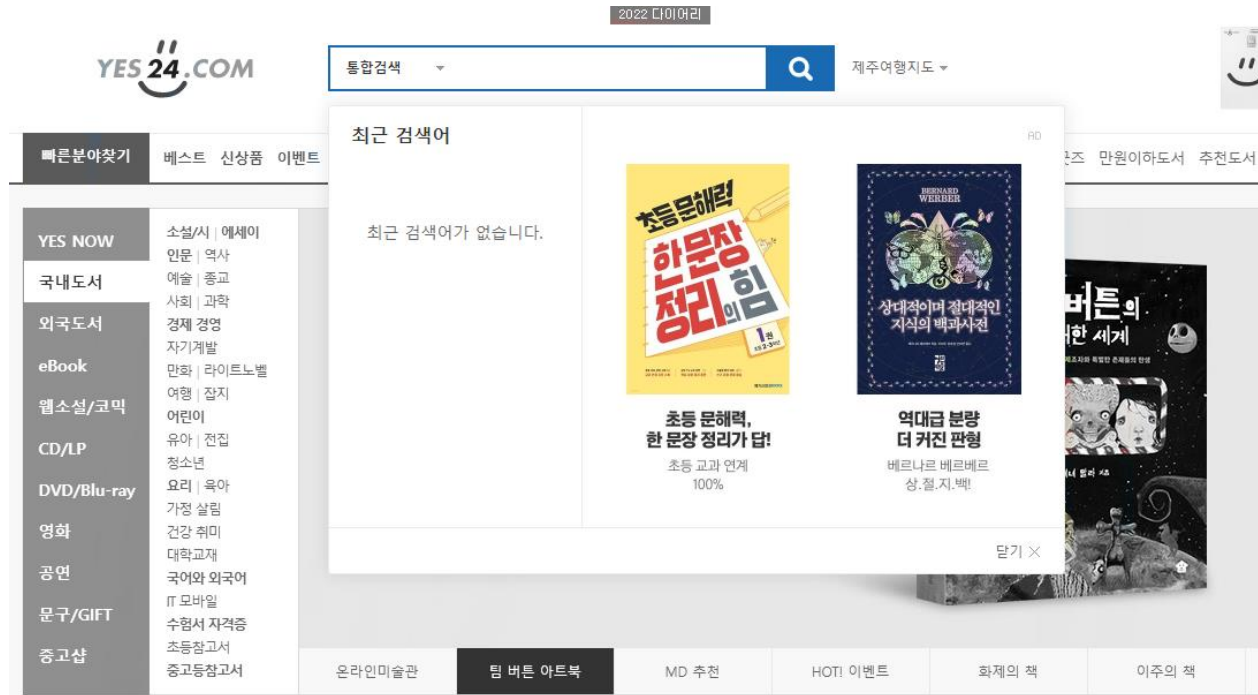 2022 다이어리
YES 24.COM
통합검색
제주여행지도
최근 검색어
AD
빠른분야찾기
베스트 신상품 이벤트
만원이하도서 추천도서
최근 검색어가 없습니다.
YES NOW
국내도서
외국도서
eBook
웹소설/코믹
CD/LP
DVD/Blu-ray
영화
공연
문구/GIFT
중고샵
소설/시 | 에세이
인문 | 역사
예술 | 종교
사회 | 과학
경제 경영
자기계발
만화 | 라이트노벨
여행 | 잡지
어린이
유아 | 전집
청소년
요리 | 육아
가정 살림
건강 취미
대학교재
국어와 외국어
IT 모바일
수험서 자격증
초등참고서
중고등참고서
초등 문해력
한 문장
정리의 힘
1권
BERNARD
WERBER
상대적이며 절대적인
지식의 백과사전
초등 문해력,
한 문장 정리가 답!
초등 교과 연계
100%
역대급 분량
더 커진 판형
베르나르 베르베르
상.절.지.백!
버튼의
한 세계
닫기
온라인미술관
팀 버튼 아트북
MD 추천
HOT! 이벤트
화제의 책
이주의 책